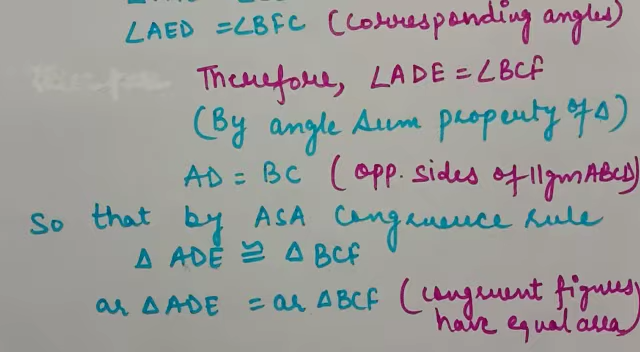 ∠AED = ∠BFC (Corresponding angles)
Therefore, ∠ADE = ∠BCF
(By angle sum property of Δ)
AD = BC (opp. sides of ||gm ABCD)
So that by ASA Congruence rule
Δ ADE ≅ Δ BCF
ar Δ ADE = ar Δ BCF (congruent figures
have equal area)